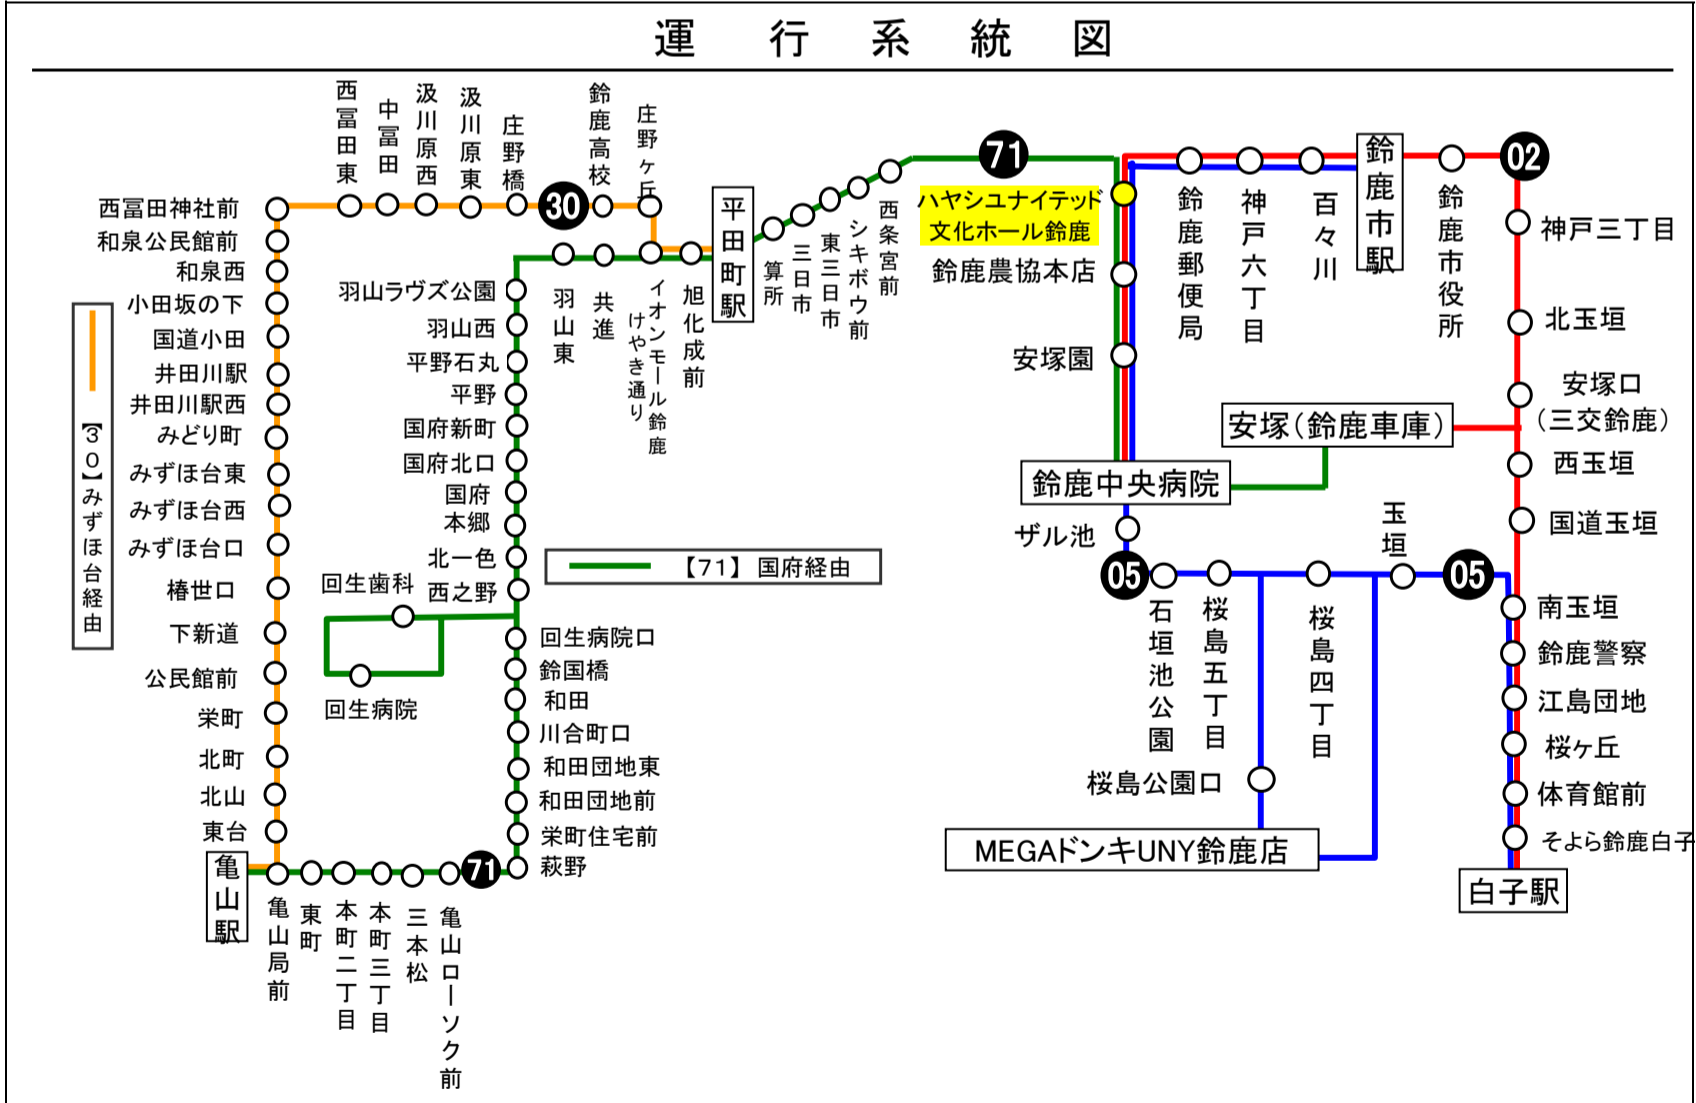 運行系統図
西冨田東
中冨田
汲川原西
汲川原東
庄野橋
30
鈴鹿高校
庄野ヶ丘
西冨田神社前
和泉公民館前
和泉西
小田坂の下
国道小田
井田川駅
井田川駅西
みどり町
みずほ台東
みずほ台西
みずほ台口
椿世口
下新道
公民館前
栄町
北町
北山
東台
【30】みずほ台経由
亀山駅
亀山局前
東町
本町二丁目
本町三丁目
三本松
亀山ローソク前
71
萩野
栄町住宅前
和田団地前
和田団地東
川合町口
和田
鈴国橋
回生病院口
回生歯科
回生病院
西之野
北一色
本郷
国府
国府北口
国府新町
平野
平野石丸
羽山西
羽山ラヴズ公園
羽山東
共進
イオンモール鈴鹿
けやき通り
旭化成前
【71】国府経由
平田町駅
算所
三日市
東三日市
シキボウ前
西条宮前
71
ハヤシユナイテッド
文化ホール鈴鹿
鈴鹿農協本店
安塚園
鈴鹿中央病院
安塚（鈴鹿車庫）
鈴鹿郵便局
神戸六丁目
百々川
鈴鹿市駅
鈴鹿市役所
02
神戸三丁目
北玉垣
安塚口
（三交鈴鹿）
西玉垣
国道玉垣
南玉垣
鈴鹿警察
江島団地
桜ヶ丘
体育館前
そよら鈴鹿白子
白子駅
ザル池
05
石垣池公園
桜島五丁目
桜島四丁目
玉垣
05
桜島公園口
MEGAドンキUNY鈴鹿店